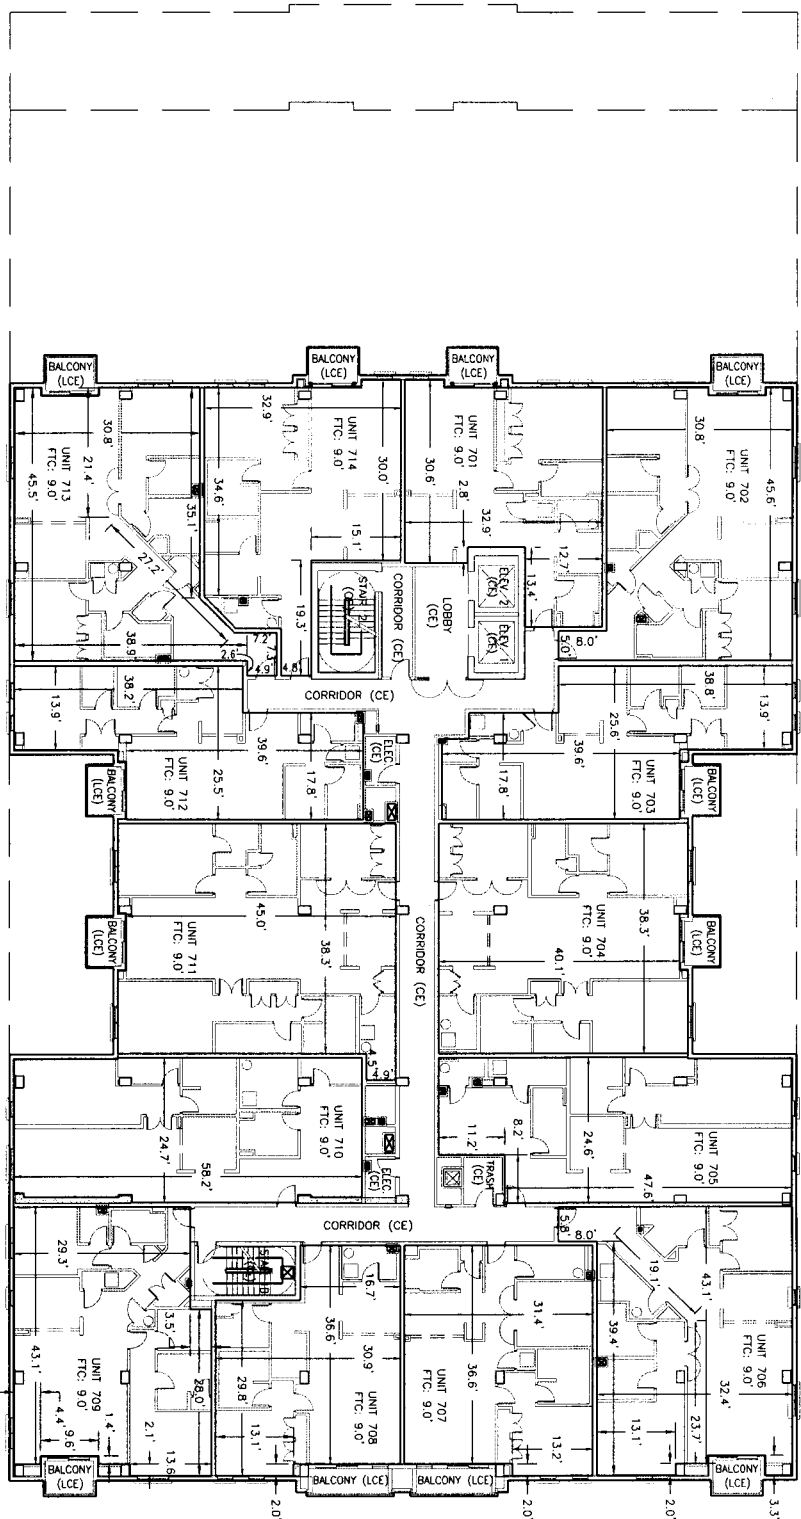 BALCONY
(LCE)
BALCONY
(LCE)
BALCONY
(LCE)
BALCONY
(LCE)
30.8'
UNIT 713
FTC: 9.0'
21.4'
45.5'
35.1'
27.2'
38.9'
2.6'
32.9'
UNIT 714
FTC: 9.0'
30.0'
34.6'
15.1'
19.3'
7.2'
7.3'
4.9'
4.8'
UNIT 701
FTC: 9.0'
30.6'
2.8'
32.9'
12.7'
13.4'
30.8'
UNIT 702
FTC: 9.0'
45.6'
5.0'
8.0'
STAIR 2
(CE)
CORRIDOR (CE)
LOBBY
(CE)
ELEV. 2
(CE)
ELEV. 1
(CE)
CORRIDOR (CE)
38.2'
13.9'
39.6'
25.5'
17.8'
UNIT 712
FTC: 9.0'
ELEC.
(CE)
38.8'
13.9'
25.6'
39.6'
17.8'
UNIT 703
FTC: 9.0'
BALCONY
(LCE)
BALCONY
(LCE)
45.0'
38.3'
UNIT 711
FTC: 9.0'
4.5'
4.9'
CORRIDOR (CE)
UNIT 704
FTC: 9.0'
38.3'
40.1'
BALCONY
(LCE)
BALCONY
(LCE)
UNIT 710
FTC: 9.0'
24.7'
58.2'
ELEC.
(CE)
11.2'
8.2'
24.6'
UNIT 705
FTC: 9.0'
47.6'
TRASH
(CE)
CORRIDOR (CE)
5.8'
8.0'
29.3'
43.1'
3.5'
28.0'
UNIT 709
FTC: 9.0'
4.4'
9.6'
1.4'
2.1'
13.6'
16.7'
36.6'
30.9'
29.8'
13.1'
UNIT 708
FTC: 9.0'
31.4'
36.6'
UNIT 707
FTC: 9.0'
13.2'
19.1'
43.1'
39.4'
UNIT 706
FTC: 9.0'
32.4'
13.1'
23.7'
BALCONY
(LCE)
BALCONY (LCE)
BALCONY (LCE)
BALCONY
(LCE)
2.0'
2.0'
2.0'
3.3'